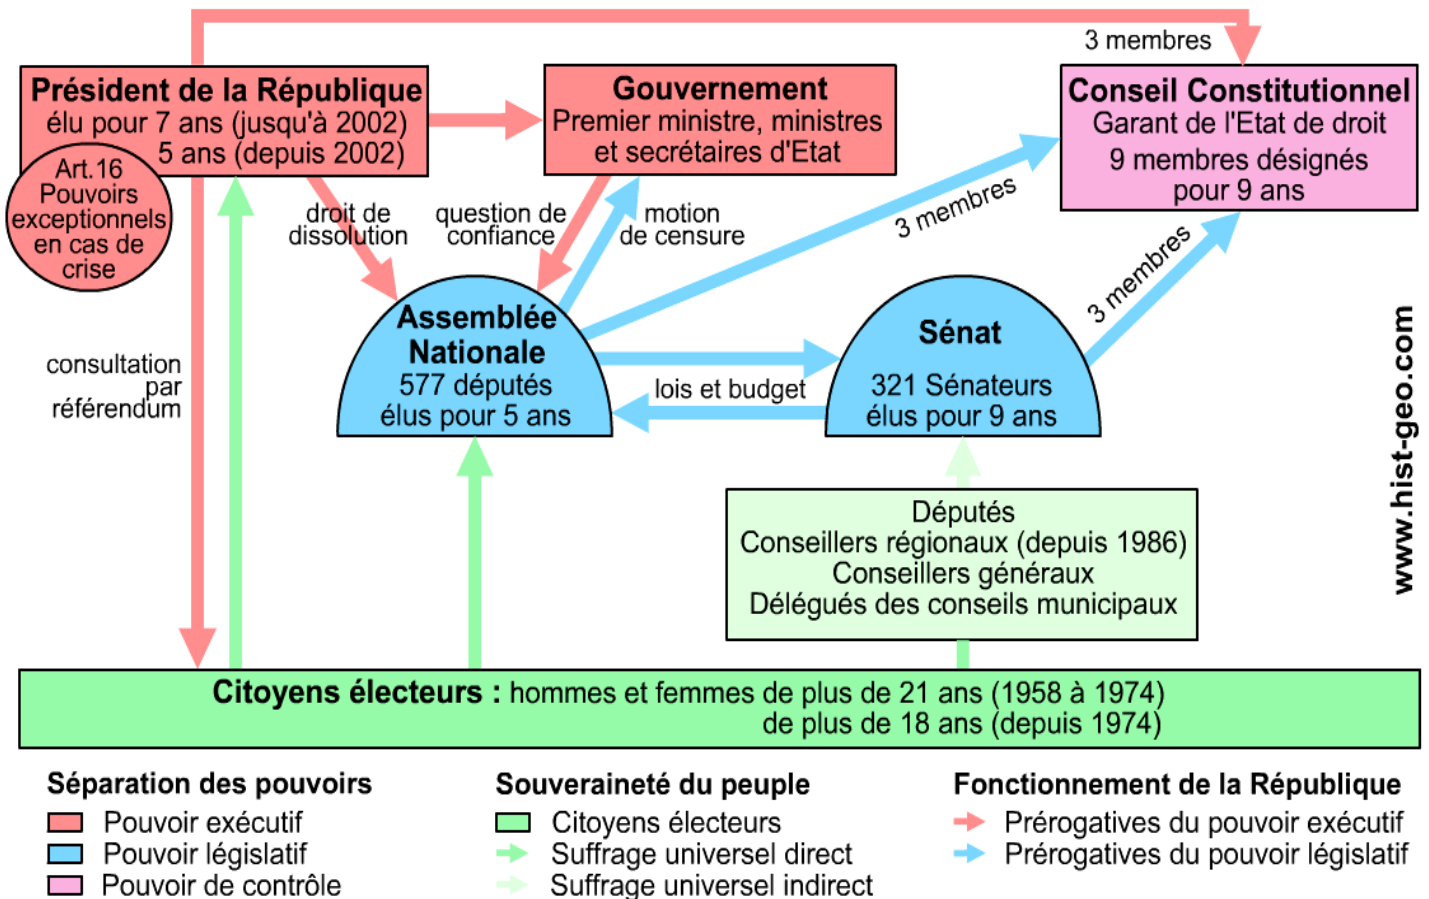 3 membres
Président de la République
élu pour 7 ans (jusqu'à 2002)
5 ans (depuis 2002)
Art.16
Pouvoirs
exceptionnels
en cas de
crise
Gouvernement
Premier ministre, ministres
et secrétaires d'Etat
Conseil Constitutionnel
Garant de l'Etat de droit
9 membres désignés
pour 9 ans
droit de
dissolution
question de
confiance
motion
de censure
3 membres
3 membres
Assemblée
Nationale
577 députés
élus pour 5 ans
lois et budget
Sénat
321 Sénateurs
élus pour 9 ans
consultation
par
référendum
www.hist-geo.com
Députés
Conseillers régionaux (depuis 1986)
Conseillers généraux
Délégués des conseils municipaux
Citoyens électeurs : hommes et femmes de plus de 21 ans (1958 à 1974)
de plus de 18 ans (depuis 1974)
Séparation des pouvoirs
Pouvoir exécutif
Pouvoir législatif
Pouvoir de contrôle
Souveraineté du peuple
Citoyens électeurs
Suffrage universel direct
Suffrage universel indirect
Fonctionnement de la République
Prérogatives du pouvoir exécutif
Prérogatives du pouvoir législatif